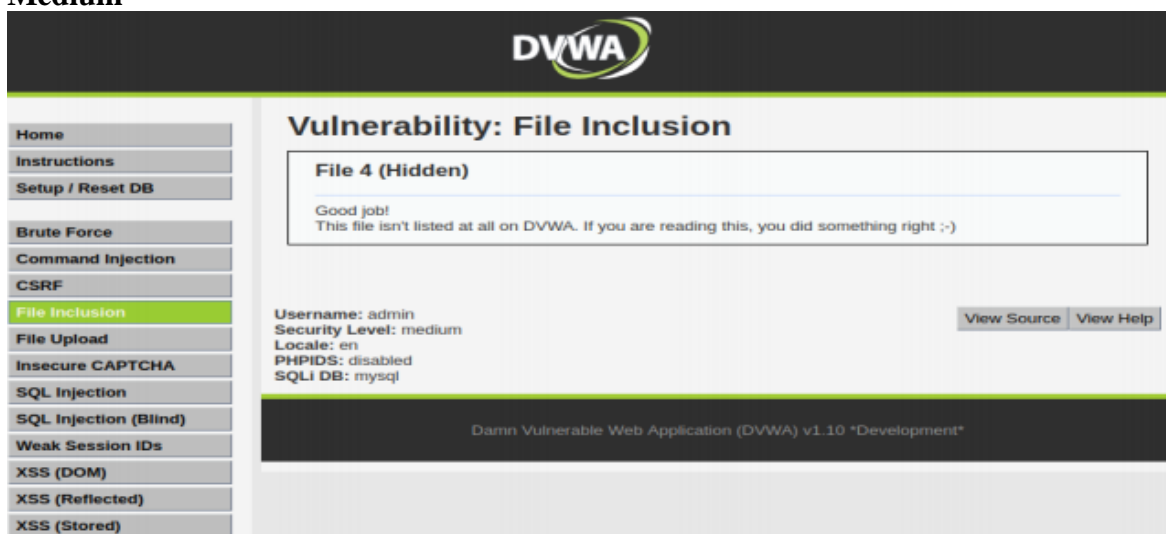 Medium
DVWA
Home
Instructions
Setup / Reset DB
Brute Force
Command Injection
CSRF
File Inclusion
File Upload
Insecure CAPTCHA
SQL Injection
SQL Injection (Blind)
Weak Session IDs
XSS (DOM)
XSS (Reflected)
XSS (Stored)
Vulnerability: File Inclusion
File 4 (Hidden)
Good job!
This file isn't listed at all on DVWA. If you are reading this, you did something right ;-)
Username: admin
Security Level: medium
Locale: en
PHPIDS: disabled
SQLi DB: mysql
View Source View Help
Damn Vulnerable Web Application (DVWA) v1.10 *Development*